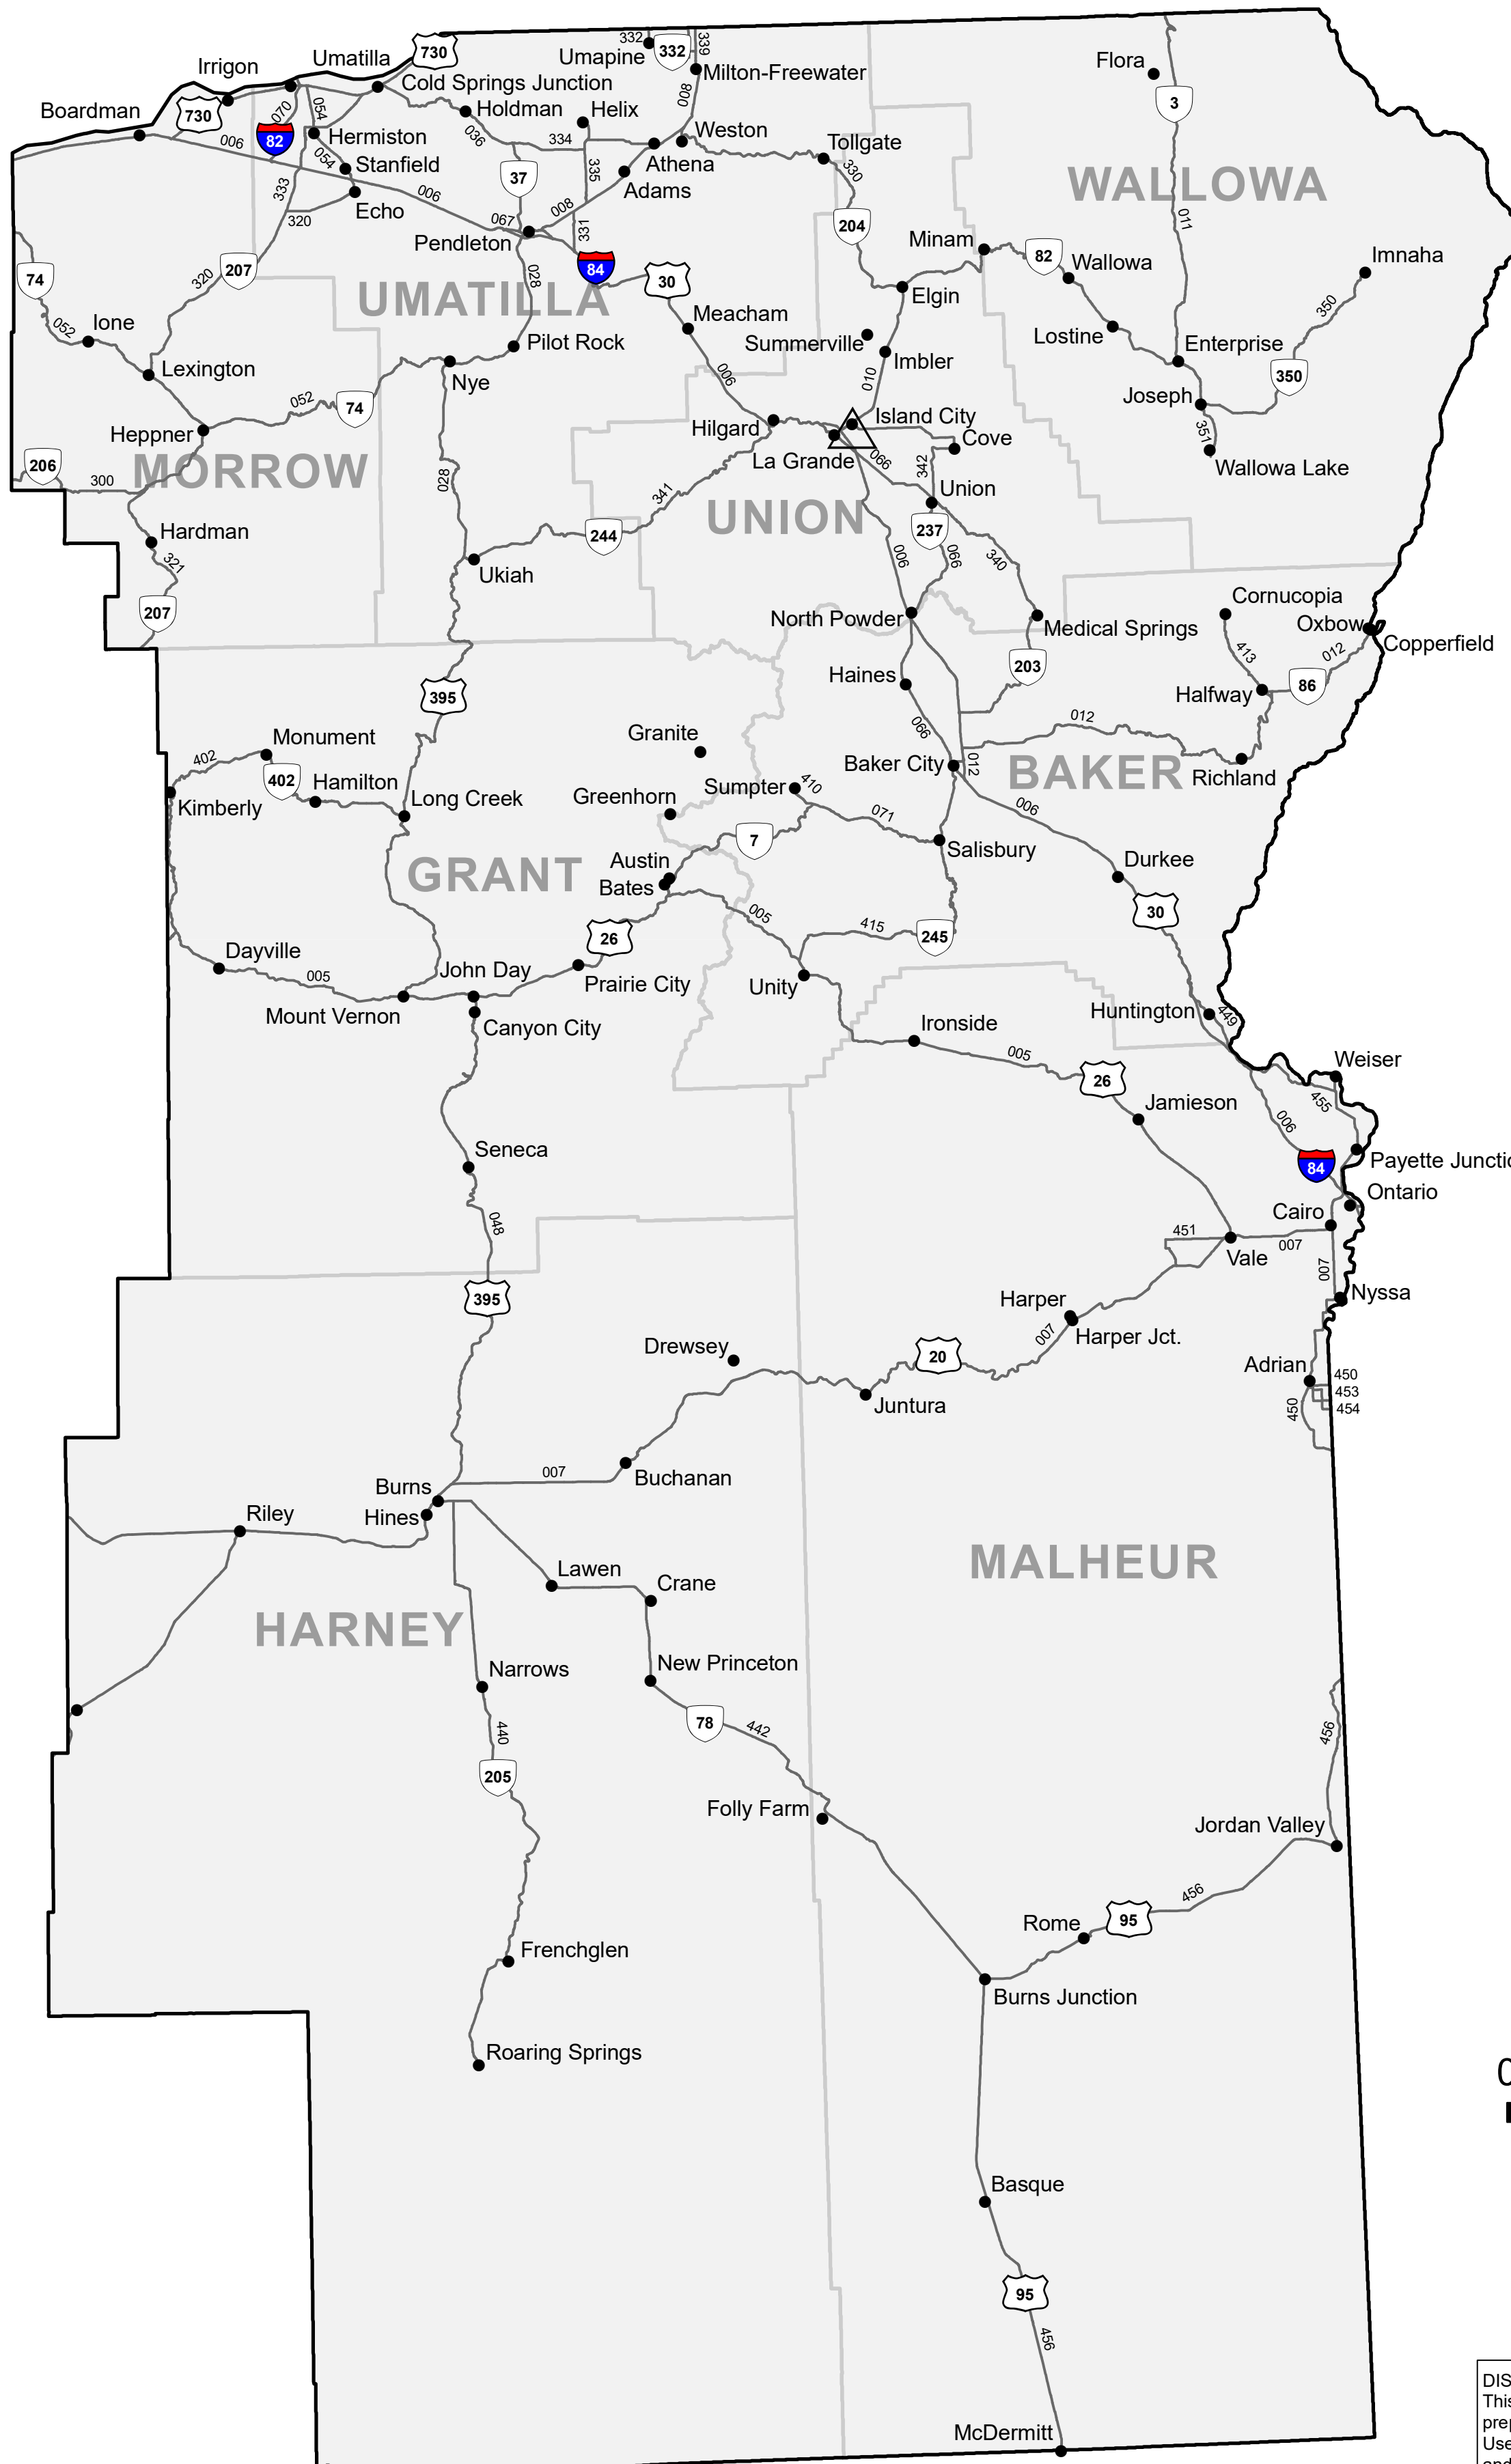 730
332
332
339
Umapine
Umatilla
Irrigon
Flora
Milton-Freewater
Cold Springs Junction
Boardman
730
070
054
Holdman
Helix
008
3
82
Hermiston
036
334
Weston
006
Tollgate
054
Stanfield
Athena
335
330
37
Adams
WALLOWA
333
006
Echo
320
067
008
204
011
331
Pendleton
Minam
82
Imnaha
74
207
320
028
84
30
Wallowa
UMATILLA
Elgin
052
Ione
Meacham
350
Pilot Rock
Summerville
Lostine
Enterprise
Lexington
Nye
Imbler
006
010
350
052
74
Joseph
Heppner
Hilgard
Island City
Cove
351
206
MORROW
La Grande
066
342
Wallowa Lake
300
341
Union
UNION
237
Hardman
244
006
066
340
321
Ukiah
028
207
North Powder
Medical Springs
Cornucopia
Oxbow
Copperfield
413
012
203
Haines
86
395
Halfway
066
012
Monument
Granite
402
Baker City
012
BAKER
Richland
402
Hamilton
Sumpter
410
Kimberly
Long Creek
Greenhorn
006
071
7
Salisbury
Austin
Durkee
GRANT
Bates
005
30
26
415
245
Dayville
John Day
005
Prairie City
Unity
Mount Vernon
Canyon City
Huntington
449
Ironside
005
Weiser
26
455
Jamieson
006
Seneca
84
Payette Junctio
Ontario
048
Cairo
451
Vale
007
007
395
Harper
Nyssa
Harper Jct.
007
Drewsey
20
Adrian
450
453
450
454
Juntura
007
Buchanan
Burns
Hines
Riley
MALHEUR
Lawen
Crane
HARNEY
Narrows
New Princeton
78
442
440
456
205
Folly Farm
Jordan Valley
456
Rome
95
Frenchglen
Burns Junction
Roaring Springs
0
Basque
95
456
DIS
This
prep
Use
and
McDermitt